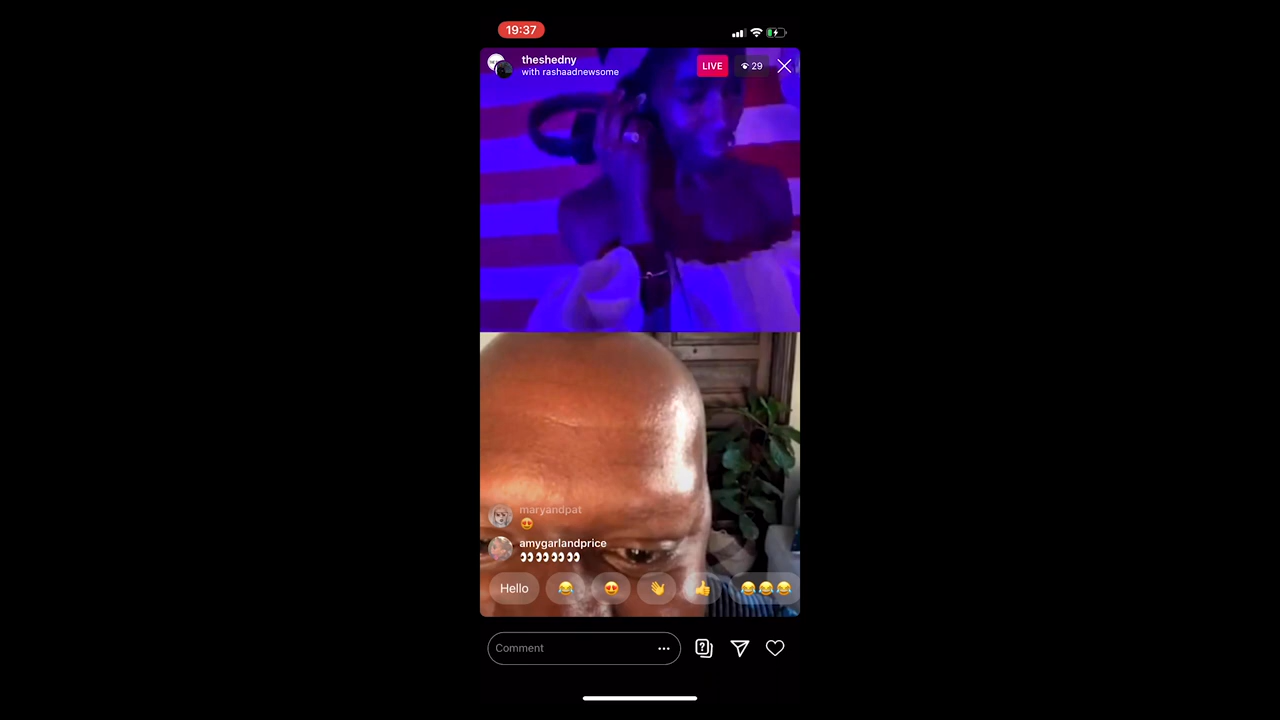 19:37
theshedny
with rashaadnewsome
LIVE
29
maryandpat
amygarlandprice
Hello
Comment